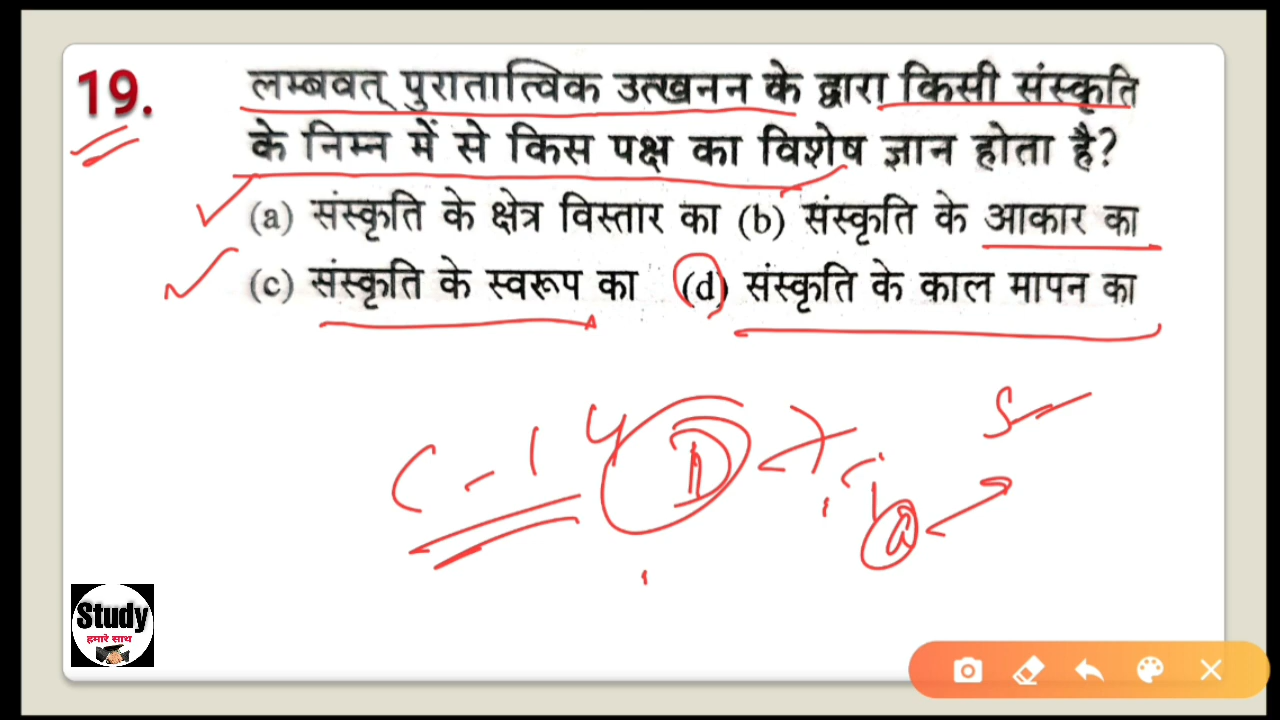 19.
लम्बवत् पुरातात्विक उत्खनन के द्वारा किसी संस्कृति
के निम्न में से किस पक्ष का विशेष ज्ञान होता है?
(a) संस्कृति के क्षेत्र विस्तार का (b) संस्कृति के आकार का
(c) संस्कृति के स्वरूप का (d) संस्कृति के काल मापन का
C-14 D
Study
हमारे साथ